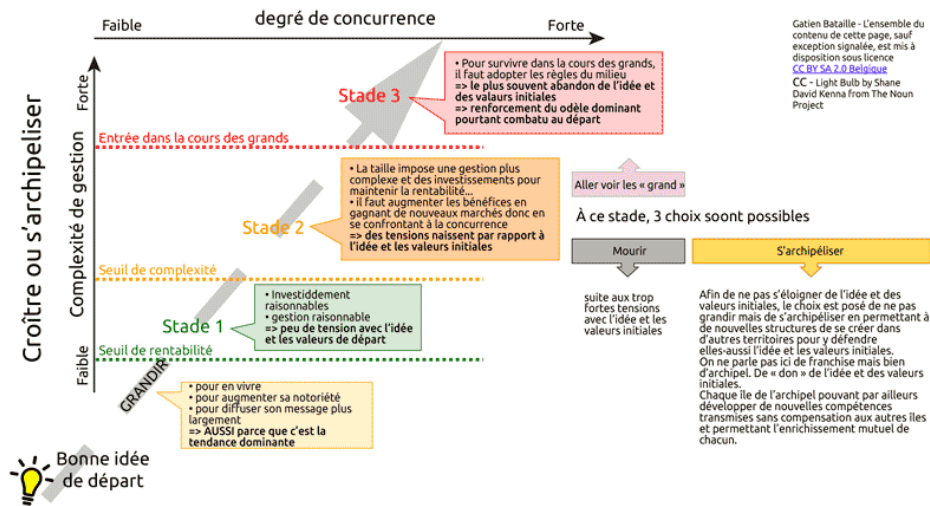 Faible
degré de concurrence
Forte
Gatien Bataille - L'ensemble du
contenu de cette page, sauf
exception signalée, est mis à
disposition sous licence
CC BY SA 2.0 Belgique
CC - Light Bulb by Shane
David Kenna from The Noun
Project
Croître ou s'archipeliser
Complexité de gestion
Forte
Faible
Stade 3
• Pour survivre dans la cours des grands,
il faut adopter les règles du milieu
=> le plus souvent abandon de l'idée et
des valeurs initiales
=> renforcement du odèle dominant
pourtant combatu au départ
Entrée dans la cours des grands
Stade 2
• La taille impose une gestion plus
complexe et des investissements pour
maintenir la rentabilité...
• il faut augmenter les bénéfices en
gagnant de nouveaux marchés donc en
se confrontant à la concurrence
=> des tensions naissent par rapport à
l'idée et les valeurs initiales
Seuil de complexité
Stade 1
• Investiddement
raisonnables
• gestion raisonnable
=> peu de tension avec l'idée
et les valeurs de départ
Seuil de rentabilité
GRANDIR
• pour en vivre
• pour augmenter sa notoriété
• pour diffuser son message plus
largement
=> AUSSI parce que c'est la
tendance dominante
Bonne idée
de départ
Aller voir les « grand »
À ce stade, 3 choix soont possibles
Mourir
suite aux trop
fortes tensions
avec l'idée et les
valeurs initiales
S'archipéliser
Afin de ne pas s'éloigner de l'idée et des
valeurs initiales, le choix est posé de ne pas
grandir mais de s'archipéliser en permettant à
de nouvelles structures de se créer dans
d'autres territoires pour y défendre
elles-aussi l'idée et les valeurs initiales.
On ne parle pas ici de franchise mais bien
d'archipel. De « don » de l'idée et des valeurs
initiales.
Chaque île de l'archipel pouvant par ailleurs
développer de nouvelles compétences
transmises sans compensation aux autres îles
et permettant l'enrichissement mutuel de
chacun.